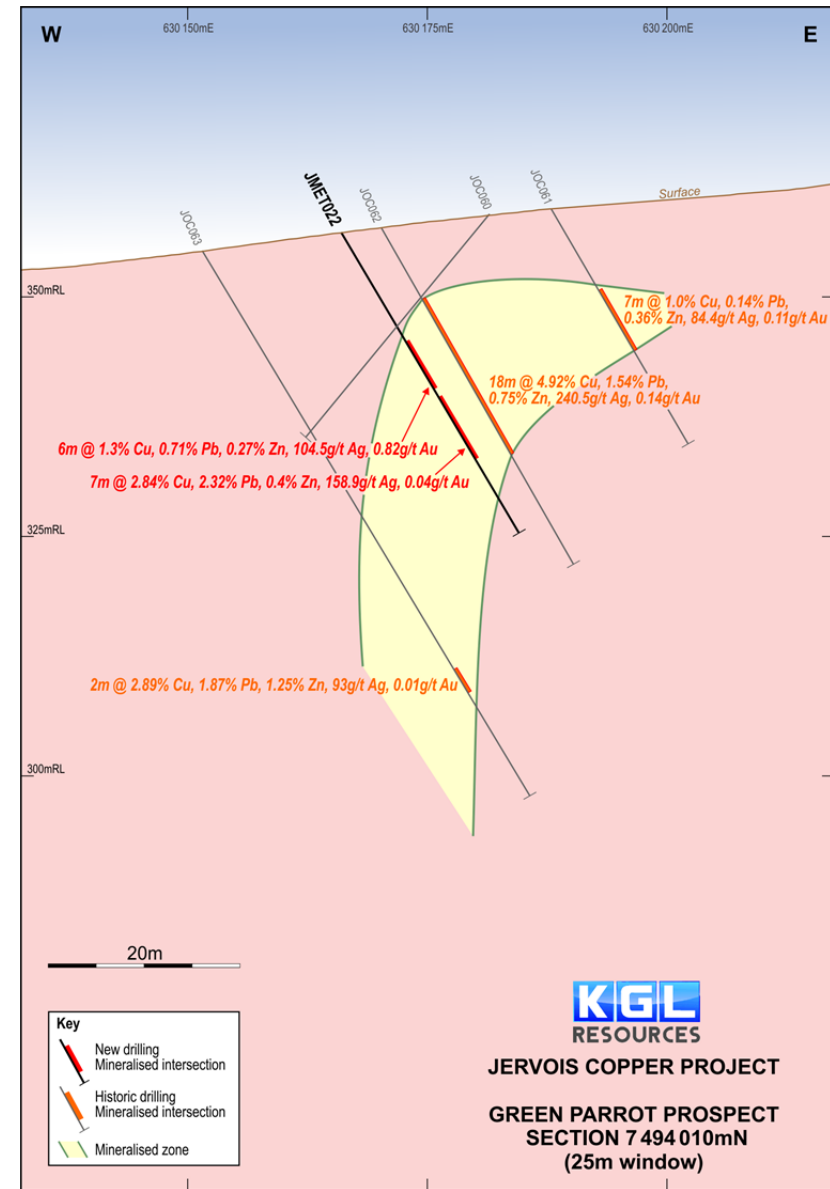 W
630 150mE
630 175mE
630 200mE
E
JOC063
JMET022
JOC062
JOC060
JOC061
Surface
350mRL
7m @ 1.0% Cu, 0.14% Pb,
0.36% Zn, 84.4g/t Ag, 0.11g/t Au
18m @ 4.92% Cu, 1.54% Pb,
0.75% Zn, 240.5g/t Ag, 0.14g/t Au
6m @ 1.3% Cu, 0.71% Pb, 0.27% Zn, 104.5g/t Ag, 0.82g/t Au
7m @ 2.84% Cu, 2.32% Pb, 0.4% Zn, 158.9g/t Ag, 0.04g/t Au
325mRL
2m @ 2.89% Cu, 1.87% Pb, 1.25% Zn, 93g/t Ag, 0.01g/t Au
300mRL
20m
Key
New drilling
Mineralised intersection
Historic drilling
Mineralised intersection
Mineralised zone
KGL
RESOURCES
JERVOIS COPPER PROJECT
GREEN PARROT PROSPECT
SECTION 7 494 010mN
(25m window)